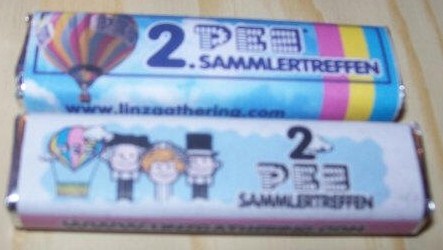 2. PEZ
SAMMLERTREFFEN
www.linzgathering.com
2.
PEZ
SAMMLERTREFFEN